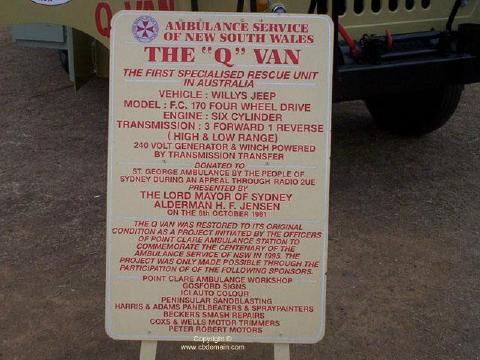 AMBULANCE SERVICE
OF NEW SOUTH WALES
THE "Q" VAN
THE FIRST SPECIALISED RESCUE UNIT
IN AUSTRALIA
VEHICLE : WILLYS JEEP
MODEL : F.C. 170 FOUR WHEEL DRIVE
ENGINE : SIX CYLINDER
TRANSMISSION : 3 FORWARD 1 REVERSE
( HIGH & LOW RANGE)
240 VOLT GENERATOR & WINCH POWERED
BY TRANSMISSION TRANSFER
DONATED TO
ST. GEORGE AMBULANCE BY THE PEOPLE OF
SYDNEY DURING AN APPEAL THROUGH RADIO 2UE
PRESENTED BY
THE LORD MAYOR OF SYDNEY
ALDERMAN H. F. JENSEN
ON THE 6th OCTOBER 1961
THE Q VAN WAS RESTORED TO ITS ORIGINAL
CONDITION AS A PROJECT INITIATED BY THE OFFICERS
OF POINT CLARE AMBULANCE STATION TO
COMMEMORATE THE CENTENARY OF THE
AMBULANCE SERVICE OF NSW IN 1995. THE
PROJECT WAS ONLY MADE POSSIBLE THROUGH THE
PARTICIPATION OF OF THE FOLLOWING SPONSORS.
POINT CLARE AMBULANCE WORKSHOP
GOSFORD SIGNS
ICI AUTO COLOUR
PENINSULAR SANDBLASTING
HARRIS & ADAMS PANELBEATERS & SPRAYPAINTERS
BECKERS SMASH REPAIRS
COXS & WELLS MOTOR TRIMMERS
PETER ROBERT MOTORS
Copyright ©
www.cbdomain.com